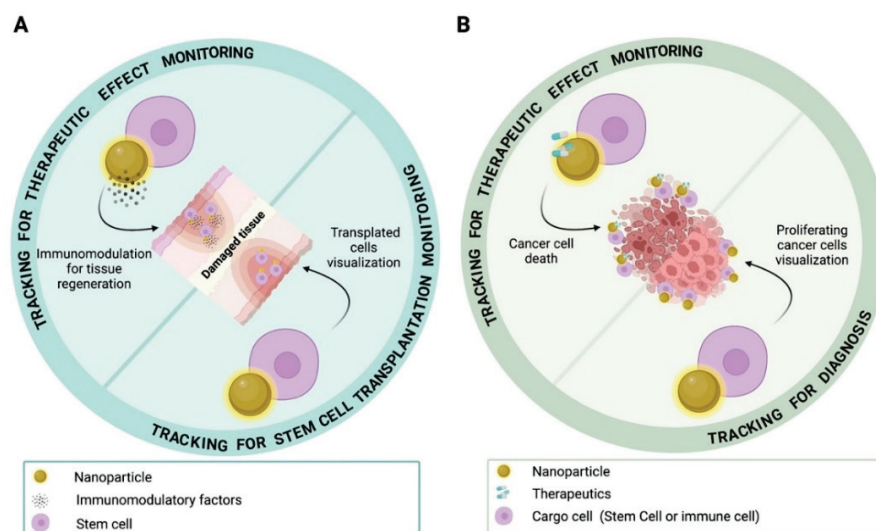 A
TRACKING FOR THERAPEUTIC EFFECT MONITORING
Immunomodulation
for tissue
regeneration
Damaged tissue
Transplated
cells
visualization
TRACKING FOR STEM CELL TRANSPLANTATION MONITORING
Nanoparticle
Immunomodulatory factors
Stem cell
B
TRACKING FOR THERAPEUTIC EFFECT MONITORING
Cancer cell
death
Proliferating
cancer cells
visualization
TRACKING FOR DIAGNOSIS
Nanoparticle
Therapeutics
Cargo cell (Stem Cell or immune cell)